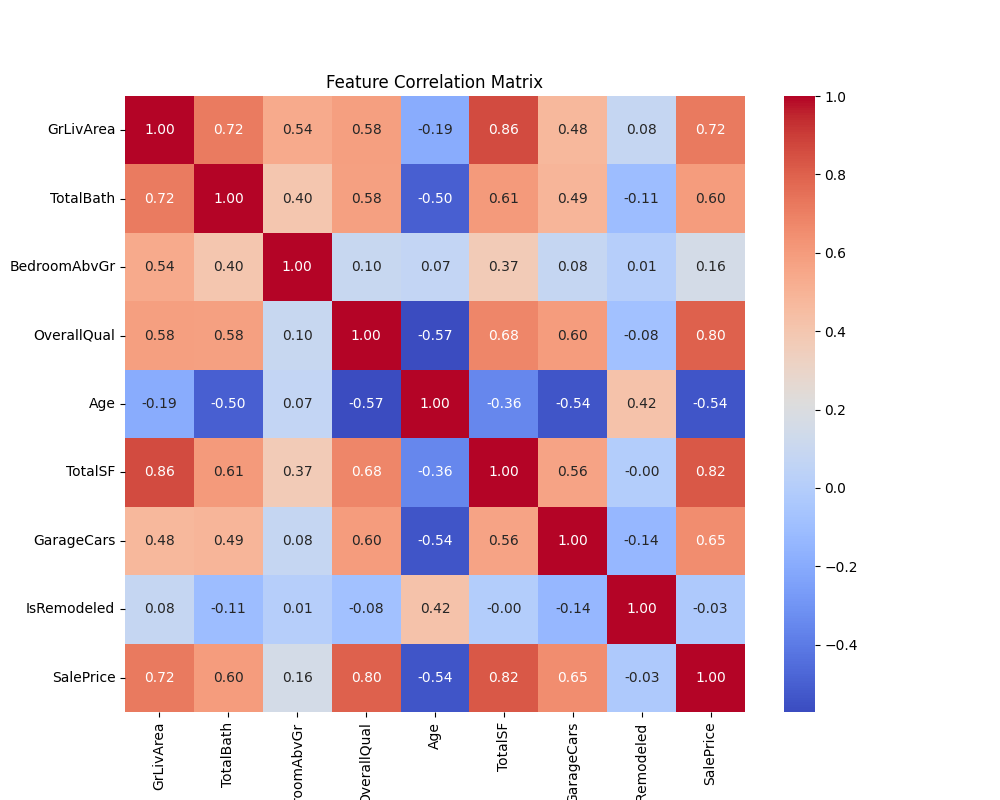 Feature Correlation Matrix
GrLivArea 1.00 0.72 0.54 0.58 -0.19 0.86 0.48 0.08 0.72
TotalBath 0.72 1.00 0.40 0.58 -0.50 0.61 0.49 -0.11 0.60
BedroomAbvGr 0.54 0.40 1.00 0.10 0.07 0.37 0.08 0.01 0.16
OverallQual 0.58 0.58 0.10 1.00 -0.57 0.68 0.60 -0.08 0.80
Age -0.19 -0.50 0.07 -0.57 1.00 -0.36 -0.54 0.42 -0.54
TotalSF 0.86 0.61 0.37 0.68 -0.36 1.00 0.56 -0.00 0.82
GarageCars 0.48 0.49 0.08 0.60 -0.54 0.56 1.00 -0.14 0.65
IsRemodeled 0.08 -0.11 0.01 -0.08 0.42 -0.00 -0.14 1.00 -0.03
SalePrice 0.72 0.60 0.16 0.80 -0.54 0.82 0.65 -0.03 1.00
GrLivArea
TotalBath
roomAbvGr
OverallQual
Age
TotalSF
GarageCars
Remodeled
SalePrice
1.0
0.8
0.6
0.4
0.2
0.0
−0.2
−0.4